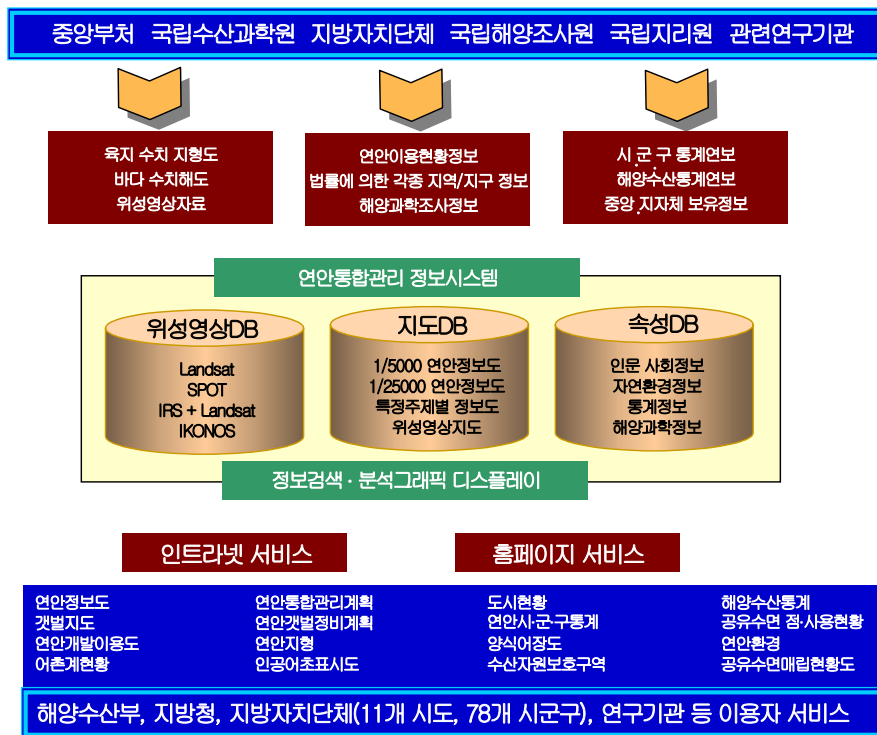 중앙부처 국립수산과학원 지방자치단체 국립해양조사원 국립지리원 관련연구기관
육지 수치 지형도
바다 수치해도
위성영상자료
연안이용현황정보
법률에 의한 각종 지역/지구 정보
해양과학조사정보
시.군.구 통계연보
해양수산통계연보
중앙.지자체 보유정보
연안통합관리 정보시스템
위성영상DB
Landsat
SPOT
IRS + Landsat
IKONOS
지도DB
1/5000 연안정보도
1/25000 연안정보도
특정주제별 정보도
위성영상지도
속성DB
인문 사회정보
자연환경정보
통계정보
해양과학정보
정보검색·분석그래픽 디스플레이
인트라넷 서비스
홈페이지 서비스
연안정보도
갯벌지도
연안개발이용도
어촌계현황
연안통합관리계획
연안갯벌정비계획
연안지형
인공어초표시도
도시현황
연안시·군·구통계
양식어장도
수산자원보호구역
해양수산통계
공유수면 점·사용현황
연안환경
공유수면매립현황도
해양수산부, 지방청, 지방자치단체(11개 시도, 78개 시군구), 연구기관 등 이용자 서비스